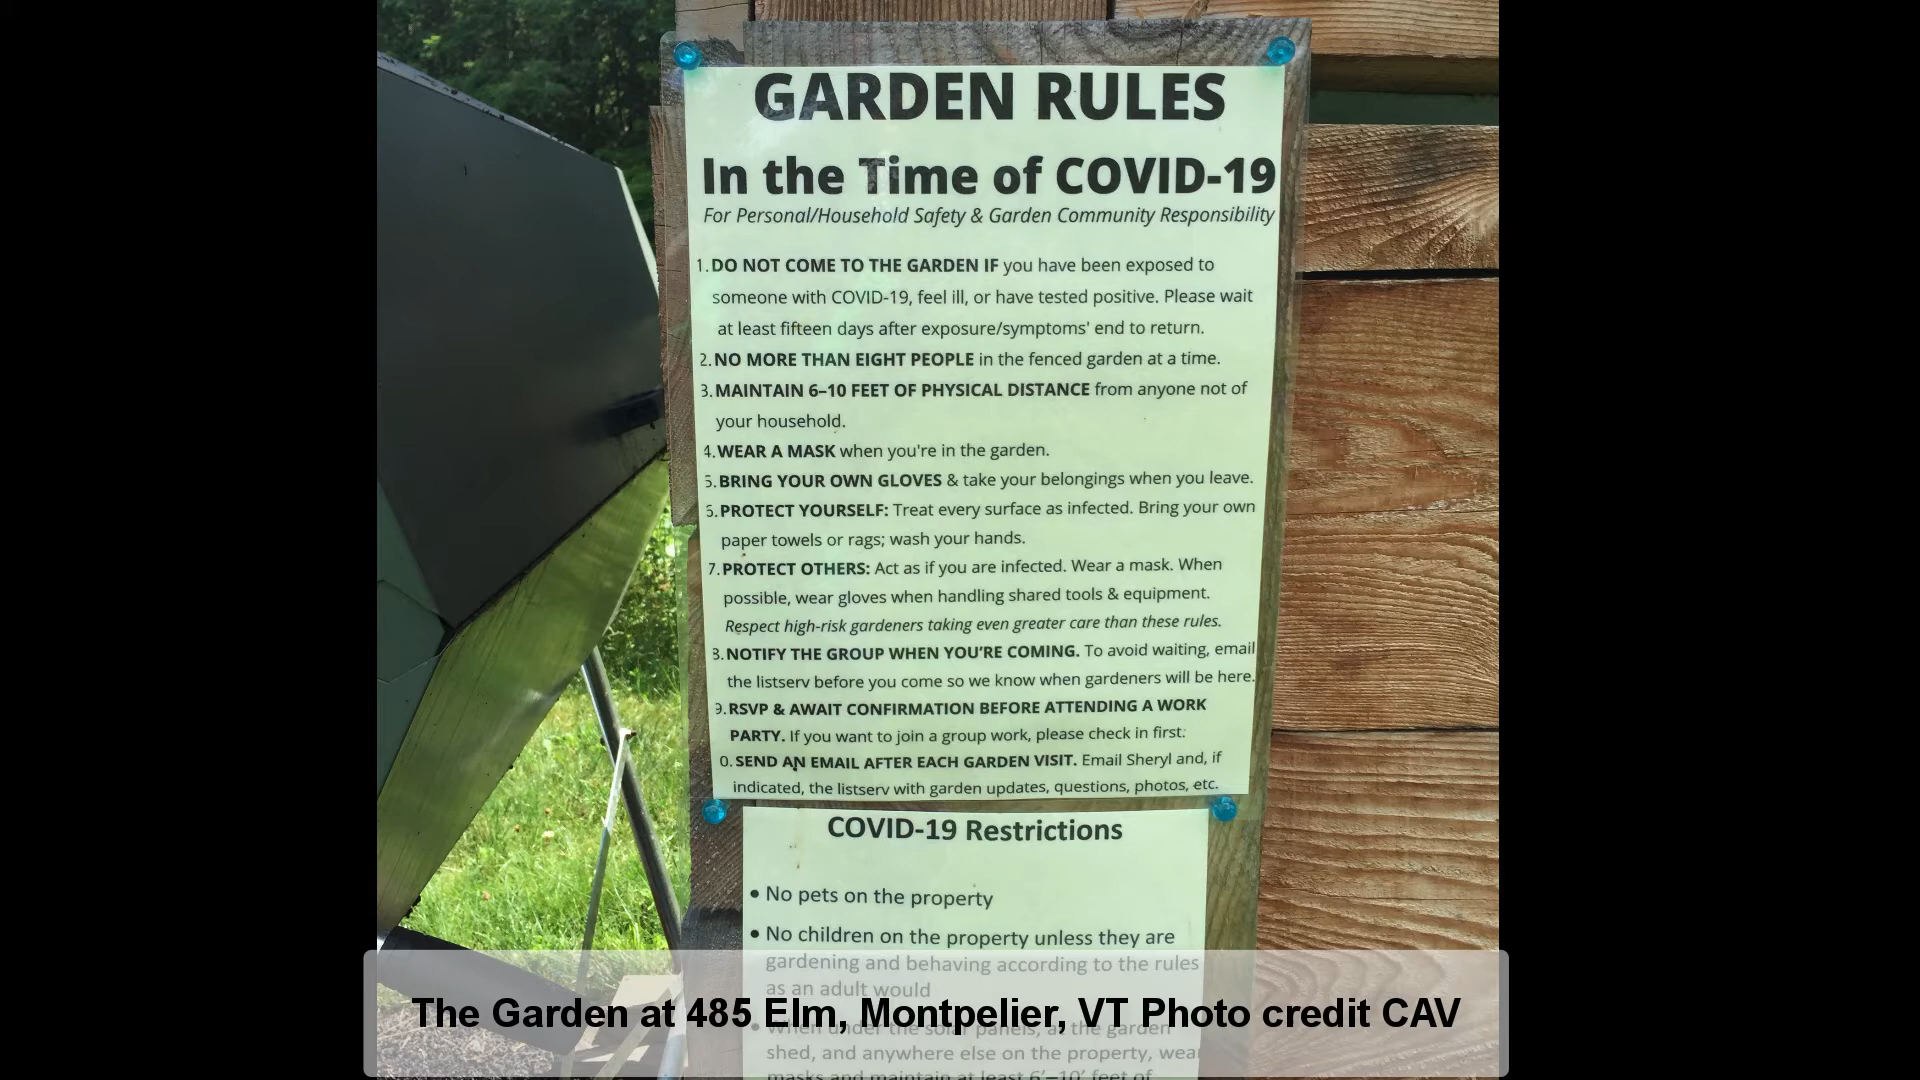 GARDEN RULES
In the Time of COVID-19
For Personal/Household Safety & Garden Community Responsibility
1. DO NOT COME TO THE GARDEN IF you have been exposed to
someone with COVID-19, feel ill, or have tested positive. Please wait
at least fifteen days after exposure/symptoms' end to return.
2. NO MORE THAN EIGHT PEOPLE in the fenced garden at a time.
3. MAINTAIN 6–10 FEET OF PHYSICAL DISTANCE from anyone not of
your household.
4. WEAR A MASK when you're in the garden.
5. BRING YOUR OWN GLOVES & take your belongings when you leave.
6. PROTECT YOURSELF: Treat every surface as infected. Bring your own
paper towels or rags; wash your hands.
7. PROTECT OTHERS: Act as if you are infected. Wear a mask. When
possible, wear gloves when handling shared tools & equipment.
Respect high-risk gardeners taking even greater care than these rules.
8. NOTIFY THE GROUP WHEN YOU'RE COMING. To avoid waiting, email
the listserv before you come so we know when gardeners will be here.
9. RSVP & AWAIT CONFIRMATION BEFORE ATTENDING A WORK
PARTY. If you want to join a group work, please check in first.
0. SEND AN EMAIL AFTER EACH GARDEN VISIT. Email Sheryl and, if
indicated, the listserv with garden updates, questions, photos, etc.
COVID-19 Restrictions
• No pets on the property
• No children on the property unless they are
gardening and behaving according to the rules
as an adult would
• When under the solar panels, at the garden
shed, and anywhere else on the property, wear
masks and maintain at least 6'–10' feet of
The Garden at 485 Elm, Montpelier, VT Photo credit CAV